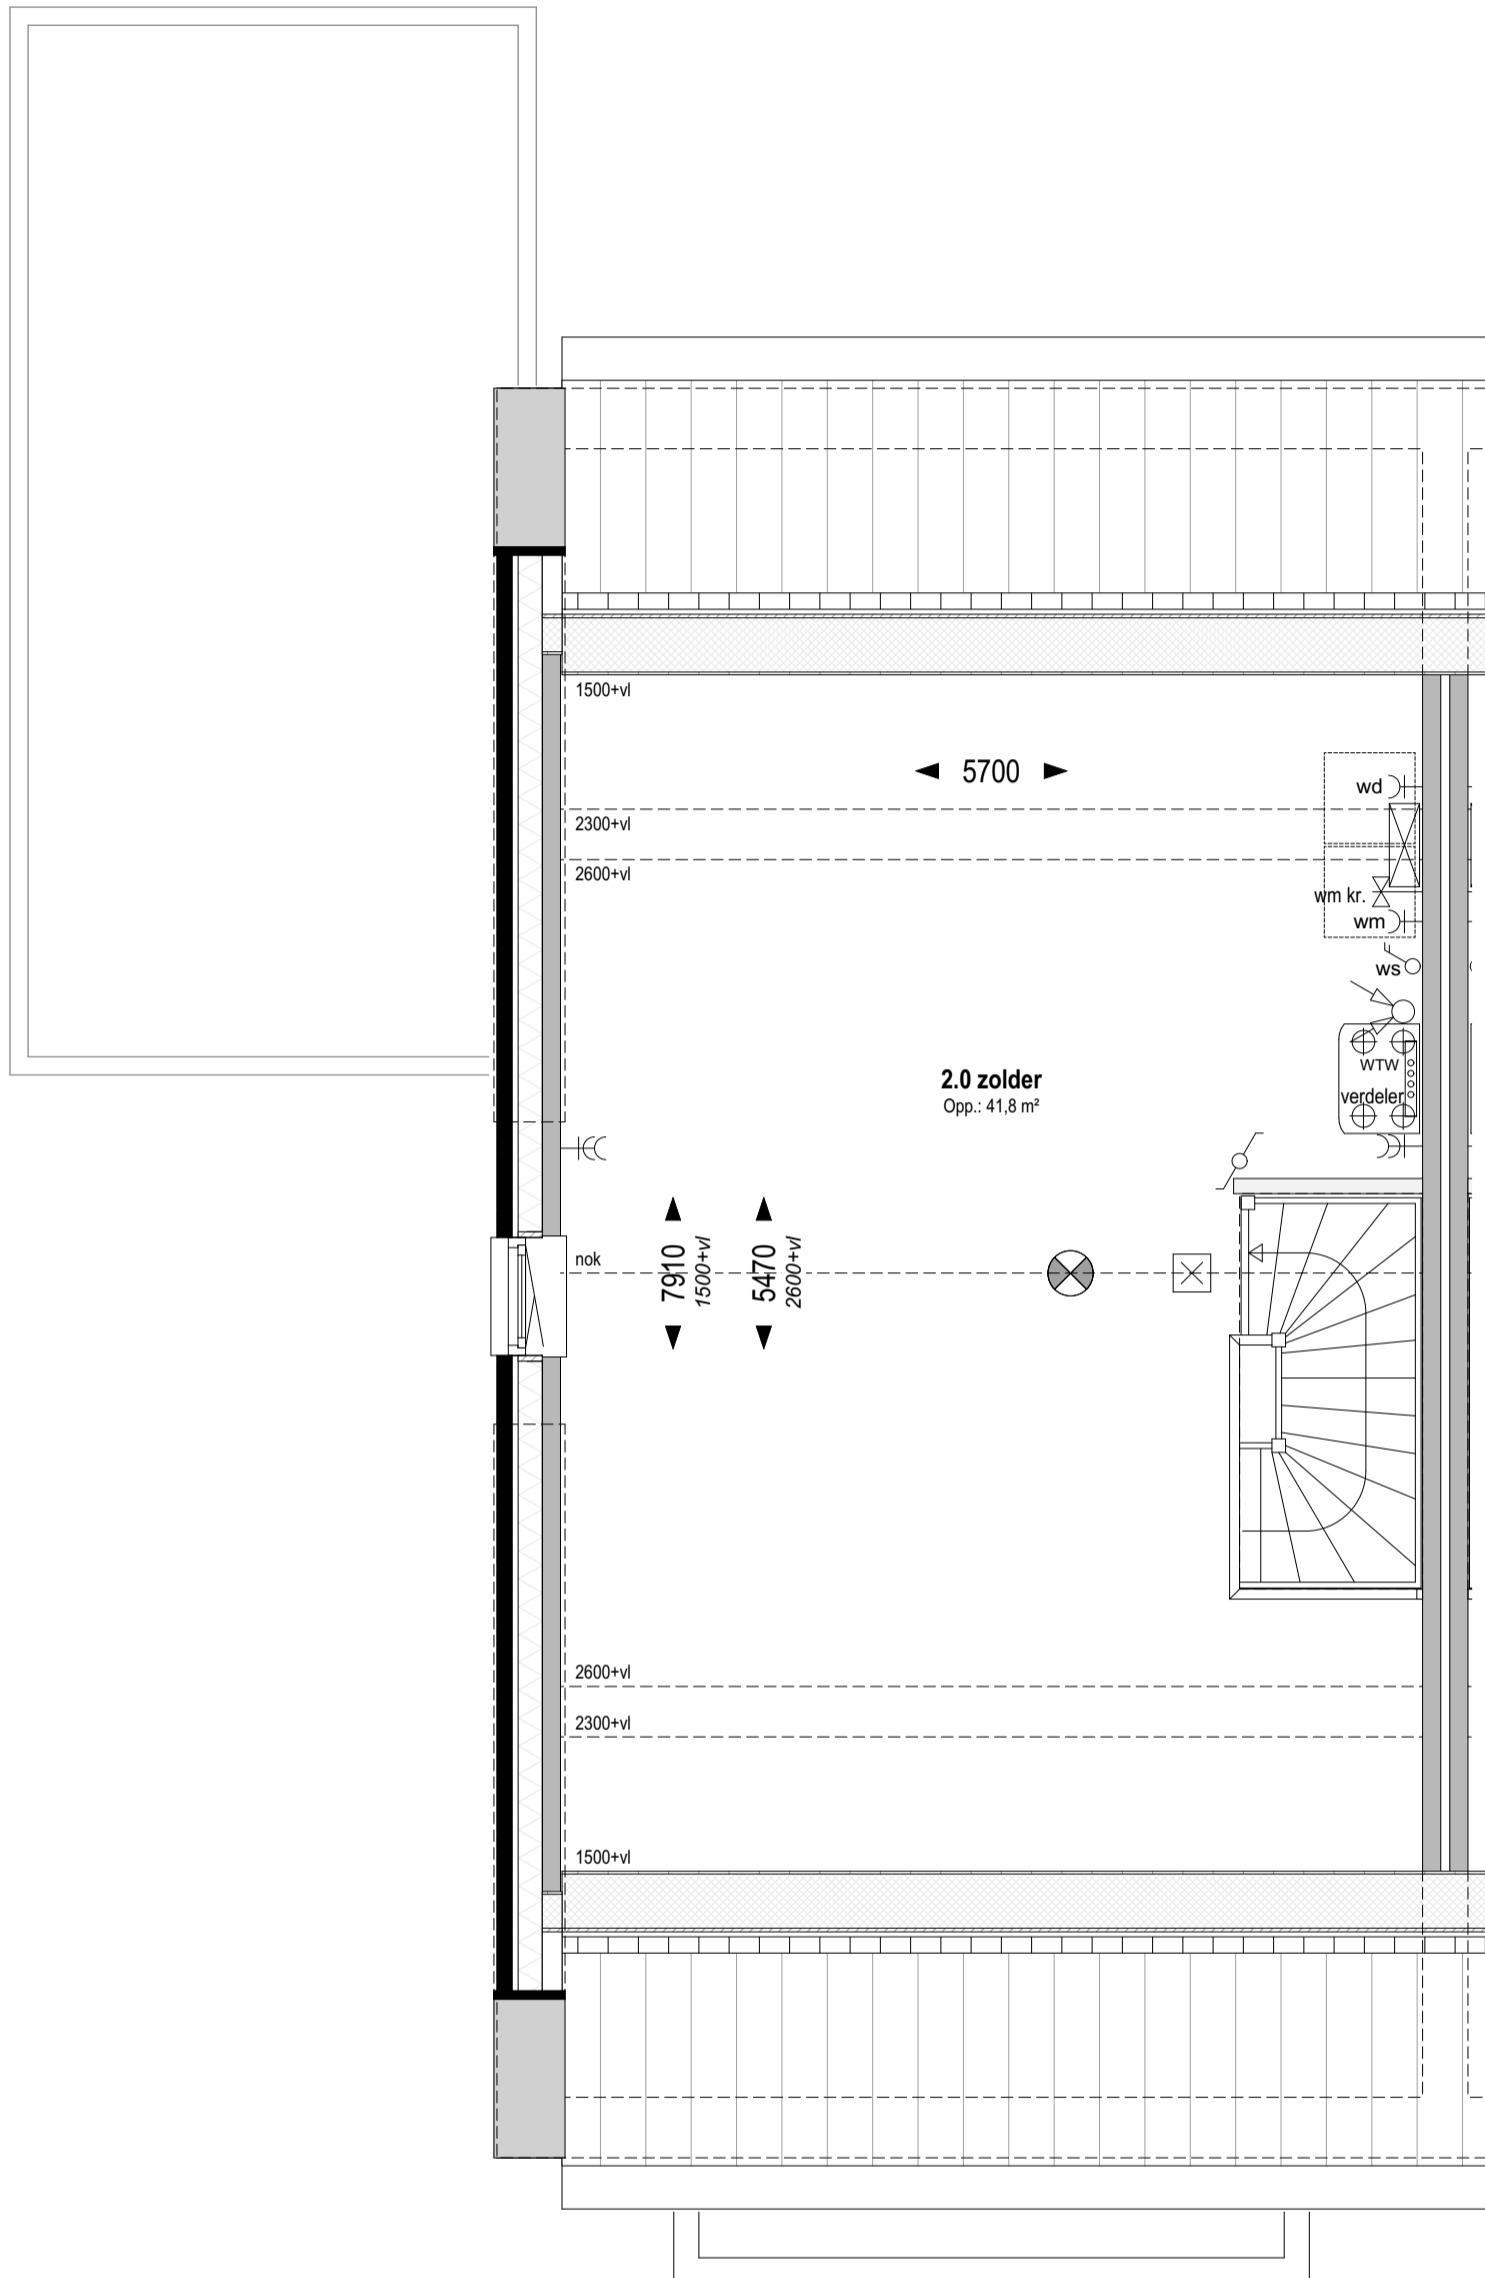 1500+vl
5700
wd
2300+vl
2600+vl
wm kr.
wm
ws
WTW
verdeler
2.0 zolder
Opp.: 41,8 m²
nok
7910
1500+vl
5470
2600+vl
2600+vl
2300+vl
1500+vl